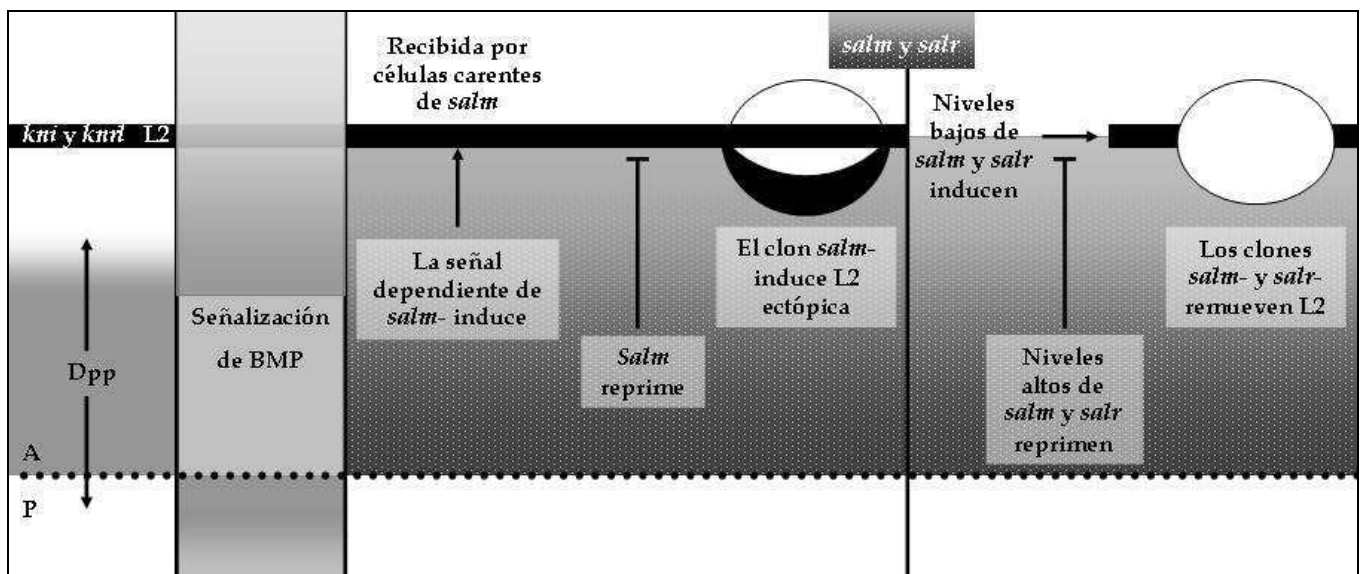 kni y knrl L2
Dpp
A
P
Señalización
de BMP
Recibida por
células carentes
de salm
La señal
dependiente de
salm- induce
Salm
reprime
El clon salm-
induce L2
ectópica
salm y salr
Niveles
bajos de
salm y salr
inducen
Niveles
altos de
salm y salr
reprimen
Los clones
salm- y salr-
remueven L2